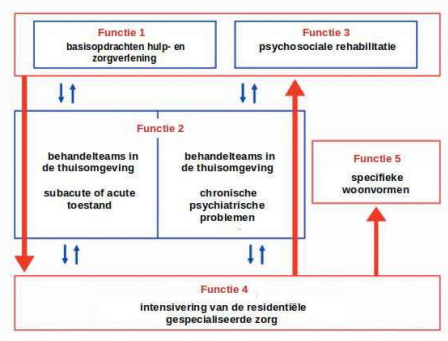 Functie 1
basisopdrachten hulp- en
zorgverlening
Functie 3
psychosociale rehabilitatie
Functie 2
behandelteams in
de thuisomgeving
subacute of acute
toestand
behandelteams in
de thuisomgeving
chronische
psychiatrische
problemen
Functie 5
specifieke
woonvormen
Functie 4
intensivering van de residentiële
gespecialiseerde zorg